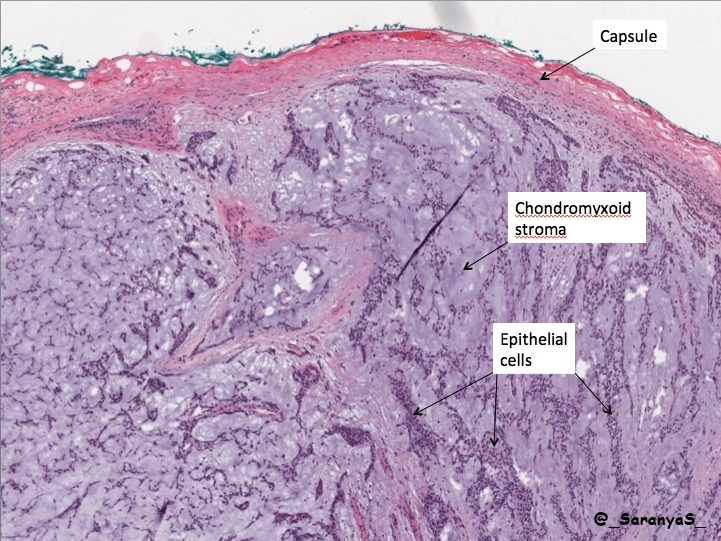 Capsule
Chondromyxoid
stroma
Epithelial
cells
@_SaranyaS_